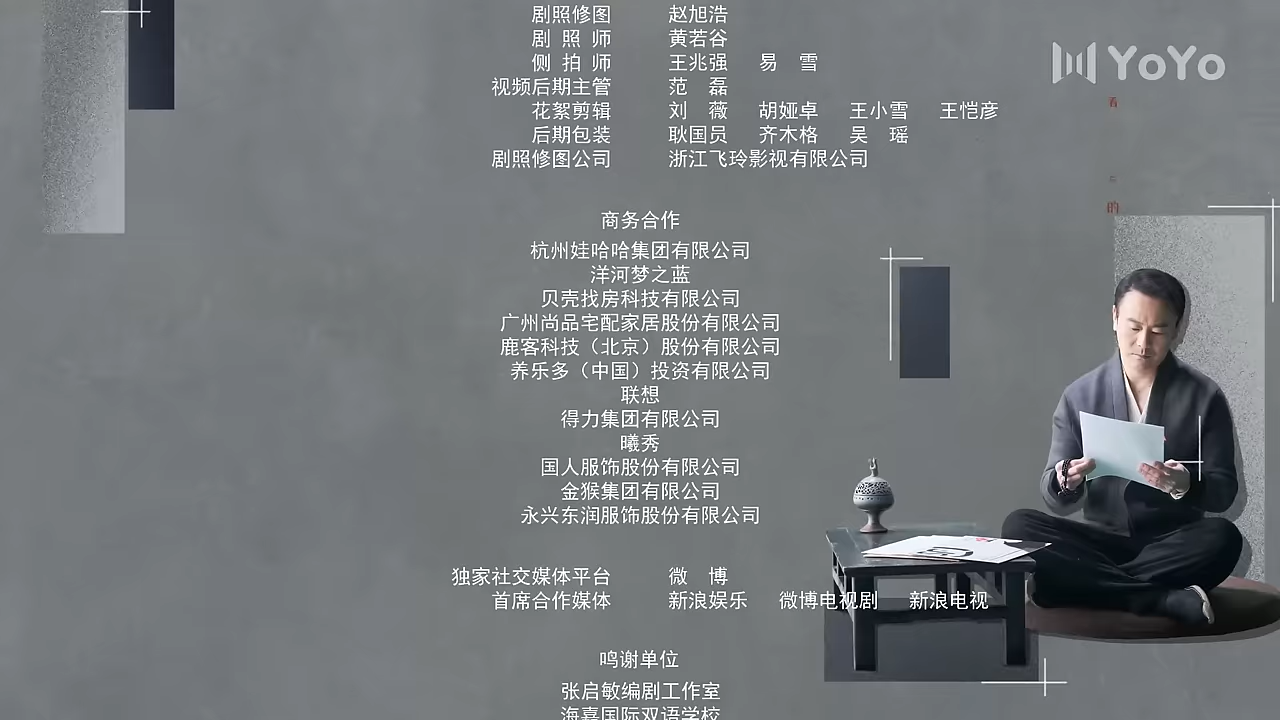 剧照修图 赵旭浩
剧照师 黄若谷
侧拍师 王兆强 易雪
视频后期主管 范磊
花絮剪辑 刘薇 胡娅卓 王小雪 王恺彦
后期包装 耿国员 齐木格 吴瑶
剧照修图公司 浙江飞玲影视有限公司
YoYo
看
的
商务合作
杭州娃哈哈集团有限公司
洋河梦之蓝
贝壳找房科技有限公司
广州尚品宅配家居股份有限公司
鹿客科技（北京）股份有限公司
养乐多（中国）投资有限公司
联想
得力集团有限公司
曦秀
国人服饰股份有限公司
金猴集团有限公司
永兴东润服饰股份有限公司
独家社交媒体平台 微博
首席合作媒体 新浪娱乐 微博电视剧 新浪电视
鸣谢单位
张启敏编剧工作室
海嘉国际双语学校